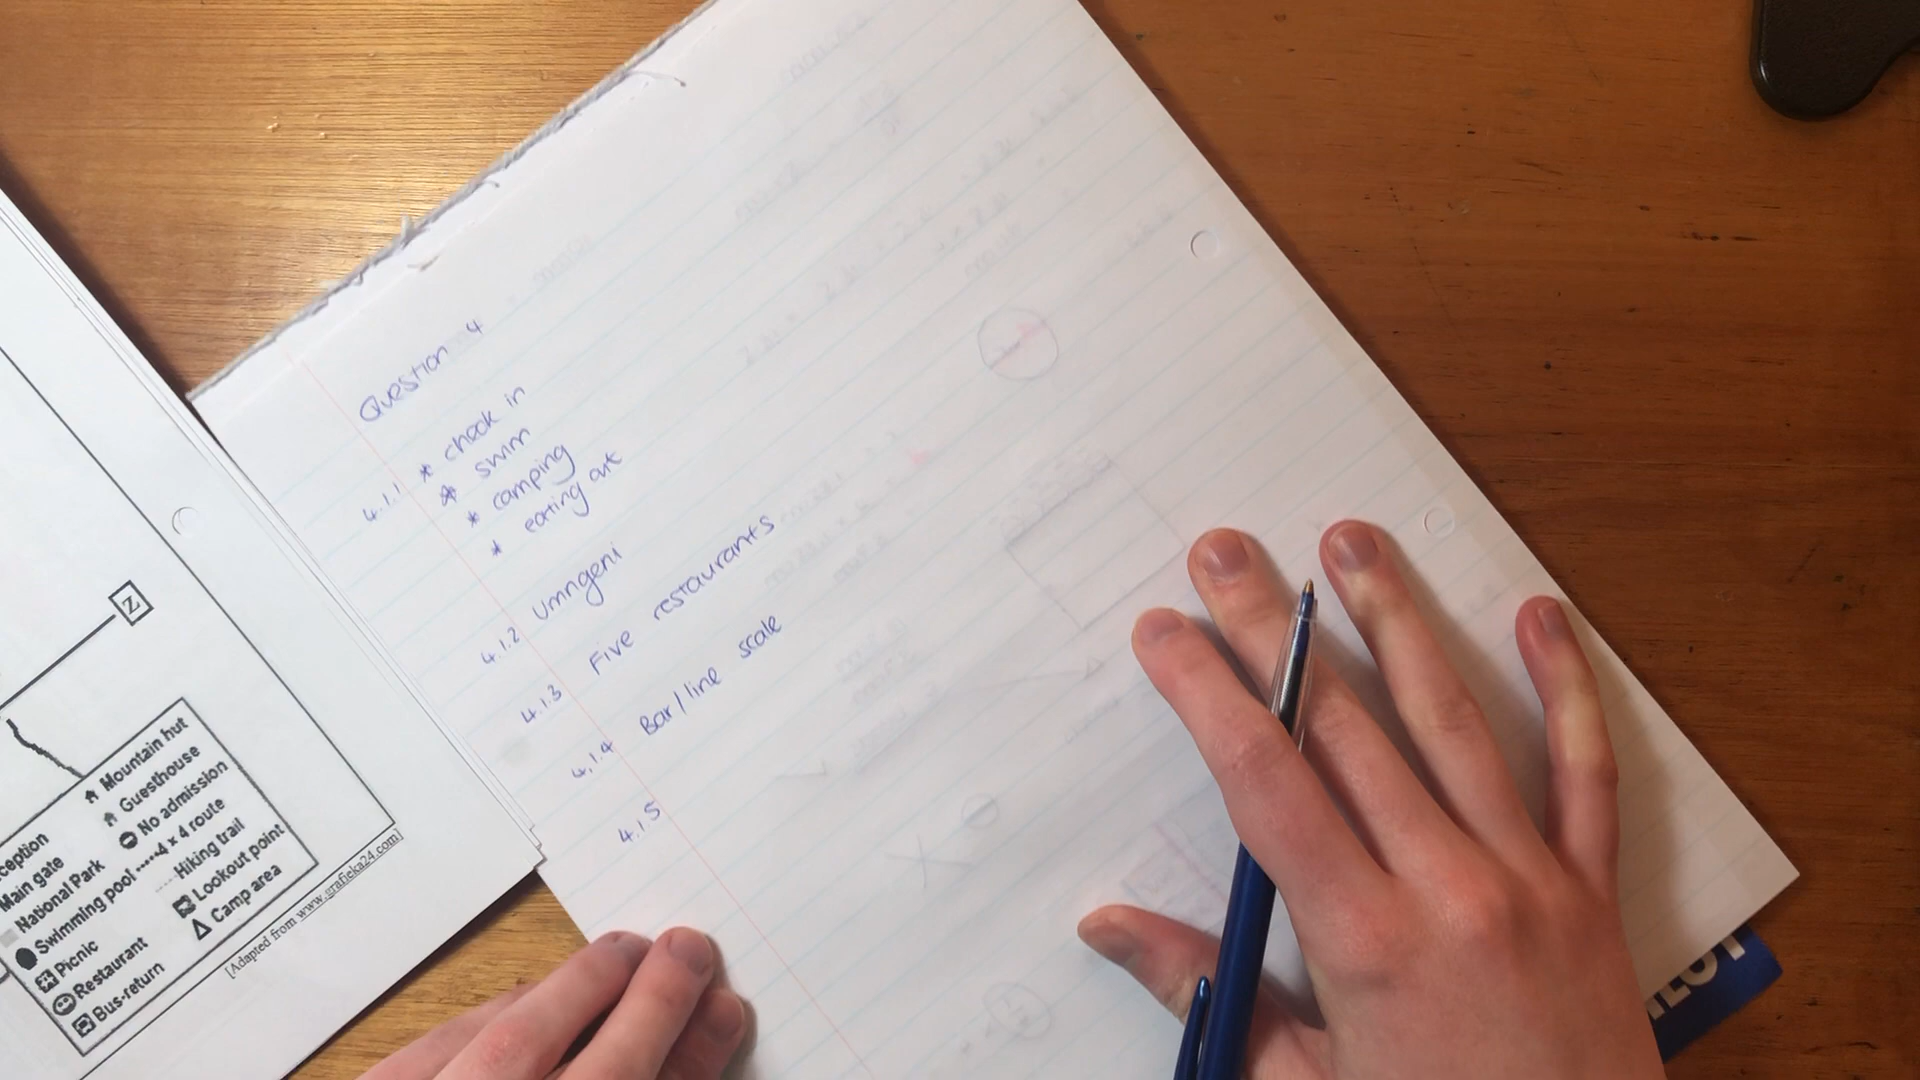 Question 4
4.1.1 * check in
* swim
* camping
* eating out
4.1.2 Umngeni
4.1.3 Five restaurants
4.1.4 Bar/line scale
4.1.5
N
Mountain hut
Guesthouse
No admission
4 x 4 route
Hiking trail
Lookout point
Camp area
ception
Main gate
National Park
Swimming pool
Picnic
Restaurant
Bus-return
[Adapted from www.grafieka24.com]